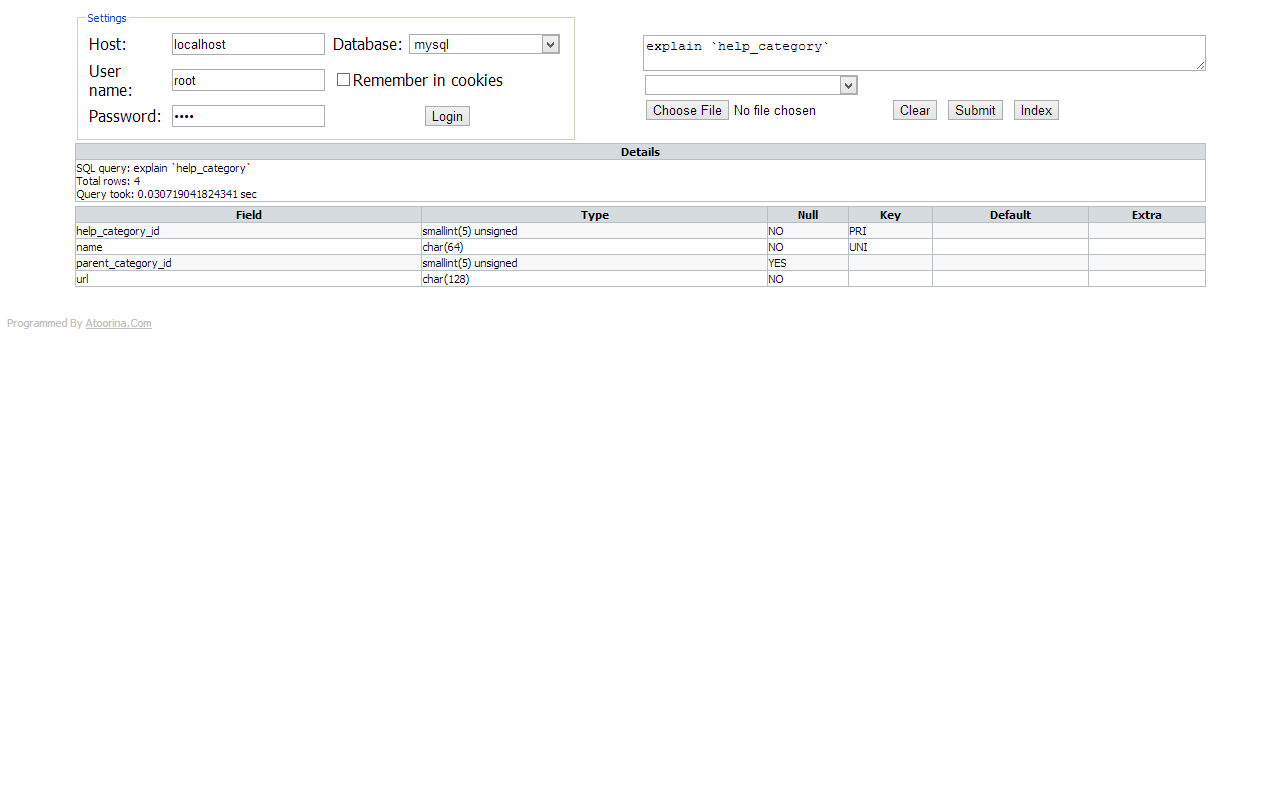 Settings
Host: localhost Database: mysql
User name: root Remember in cookies
Password: •••• Login
explain `help_category`
Choose File No file chosen Clear Submit Index
Details
SQL query: explain `help_category`
Total rows: 4
Query took: 0.030719041824341 sec
Field Type Null Key Default Extra
help_category_id smallint(5) unsigned NO PRI
name char(64) NO UNI
parent_category_id smallint(5) unsigned YES
url char(128) NO
Programmed By Atoorina.Com